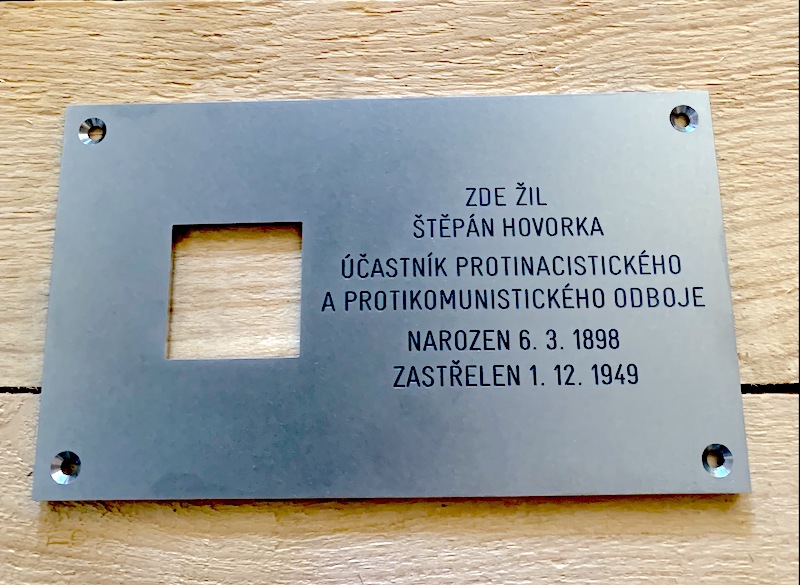 ZDE ŽIL
ŠTĚPÁN HOVORKA
ÚČASTNÍK PROTINACISTICKÉHO
A PROTIKOMUNISTICKÉHO ODBOJE
NAROZEN 6. 3. 1898
ZASTŘELEN 1. 12. 1949